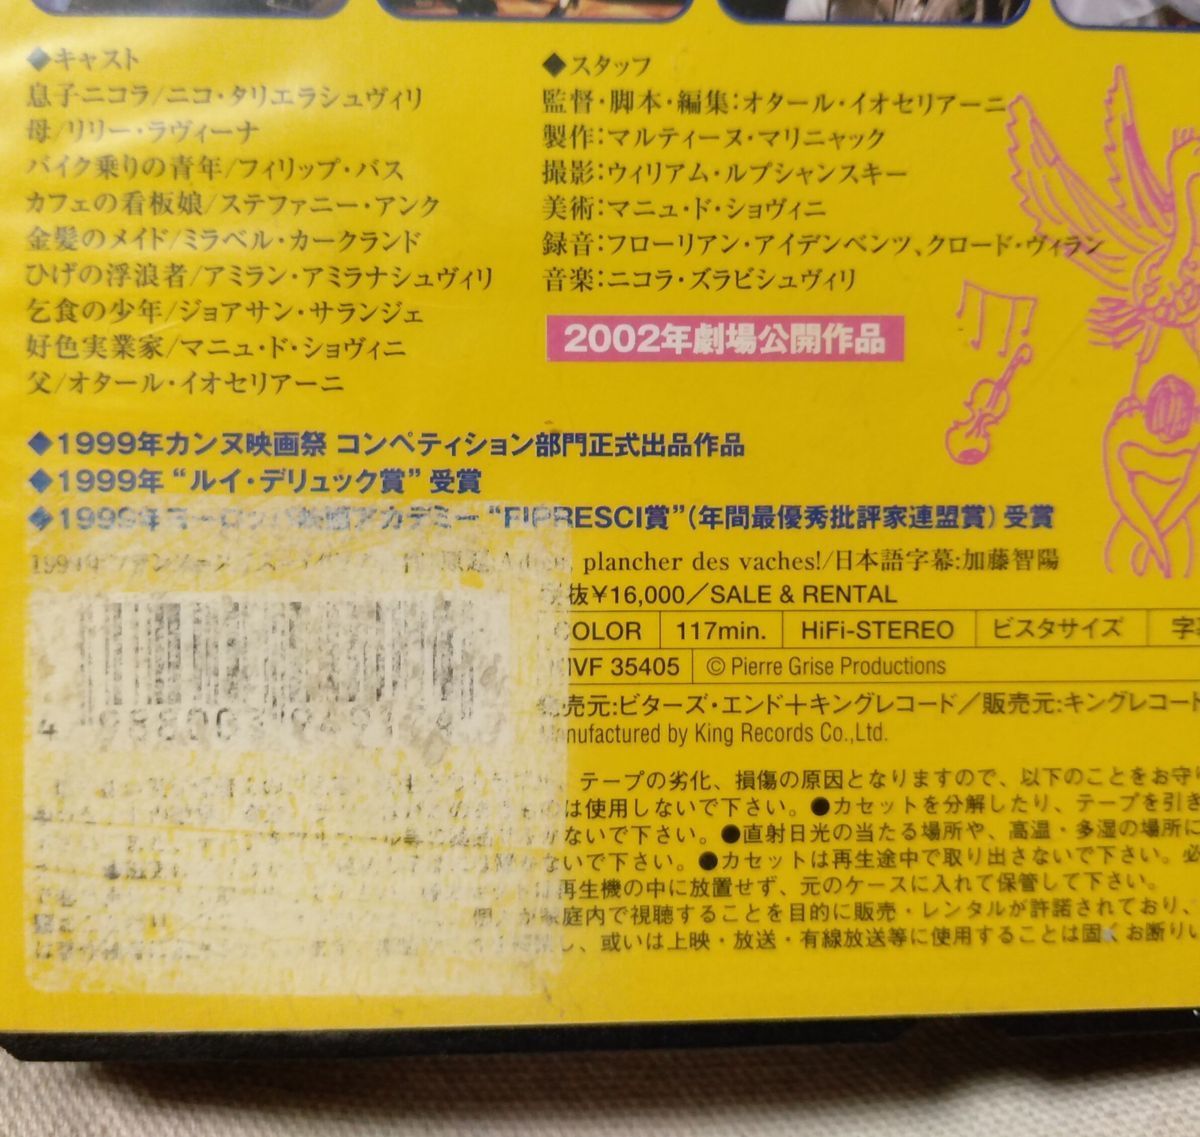 ◆キャスト
息子ニコラ/ニコ・タリエラシュヴィリ
母/リリー・ラヴィーナ
バイク乗りの青年/フィリップ・バス
カフェの看板娘/ステファニー・アンク
金髪のメイド/ミラベル・カークランド
ひげの浮浪者/アミラン・アミラナシュヴィリ
乞食の少年/ジョアサン・サランジェ
好色実業家/マニュ・ド・ショヴィニ
父/オタール・イオセリアーニ
◆スタッフ
監督・脚本・編集:オタール・イオセリアーニ
製作:マルティーヌ・マリニャック
撮影:ウィリアム・ルプシャンスキー
美術:マニュ・ド・ショヴィニ
録音:フローリアン・アイデンベンツ、クロード・ヴィラン
音楽:ニコラ・ズラビシュヴィリ
2002年劇場公開作品
◆1999年カンヌ映画祭 コンペティション部門正式出品作品
◆1999年 “ルイ・デリュック賞” 受賞
◆1999年ヨーロッパ映画アカデミー “FIPRESCI賞” (年間最優秀批評家連盟賞) 受賞
plancher des vaches!/日本語字幕:加藤智陽
抜¥16,000/SALE & RENTAL
COLOR 117min. HiFi-STEREO ビスタサイズ
IVF 35405 © Pierre Grise Productions
売元:ビターズ・エンド+キングレコード/販売元:キングレコード
Manufactured by King Records Co.,Ltd.
テープの劣化、損傷の原因となりますので、以下のことをお守り
は使用しないで下さい。●カセットを分解したり、テープを引き
ないで下さい。●直射日光の当たる場所や、高温・多湿の場所に
ないで下さい。●カセットは再生途中で取り出さないで下さい。必
再生機の中に放置せず、元のケースに入れて保管して下さい。
家庭内で視聴することを目的に販売・レンタルが許諾されており、
し、或いは上映・放送・有線放送等に使用することは固くお断りい